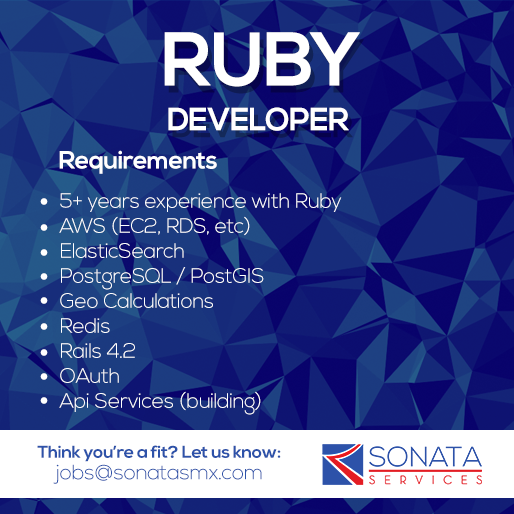 RUBY
DEVELOPER
Requirements
• 5+ years experience with Ruby
• AWS (EC2, RDS, etc)
• ElasticSearch
• PostgreSQL / PostGIS
• Geo Calculations
• Redis
• Rails 4.2
• OAuth
• Api Services (building)
Think you're a fit? Let us know:
jobs@sonatasmx.com
SONATA
SERVICES